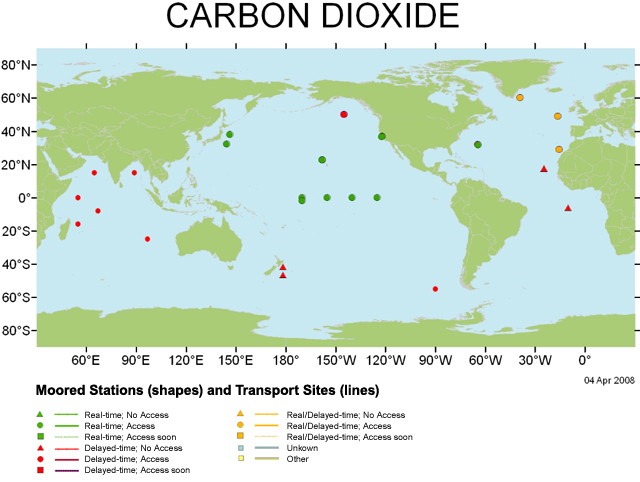 CARBON DIOXIDE
80°N
60°N
40°N
20°N
0°
20°S
40°S
60°S
80°S
60°E 90°E 120°E 150°E 180° 150°W 120°W 90°W 60°W 30°W 0°
04 Apr 2008
Moored Stations (shapes) and Transport Sites (lines)
Real-time; No Access
Real-time; Access
Real-time; Access soon
Delayed-time; No Access
Delayed-time; Access
Delayed-time; Access soon
Real/Delayed-time; No Access
Real/Delayed-time; Access
Real/Delayed-time; Access soon
Unkown
Other